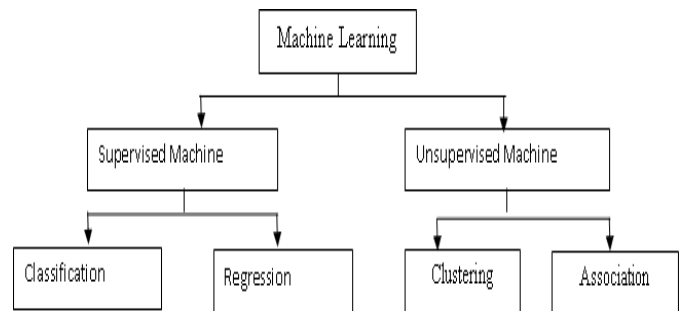 Machine Learning
Supervised Machine
Unsupervised Machine
Classification
Regression
Clustering
Association